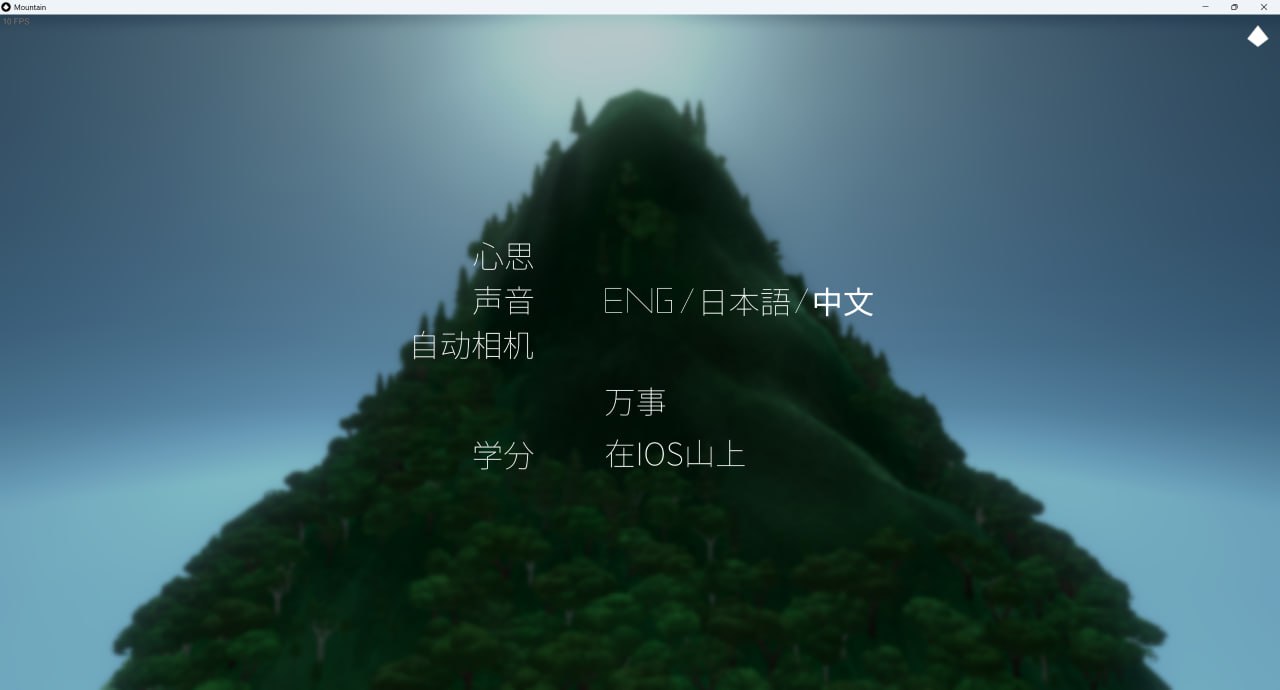 Mountain
10 FPS
心思
声音
ENG/日本語/中文
自动相机
万事
学分
在IOS山上